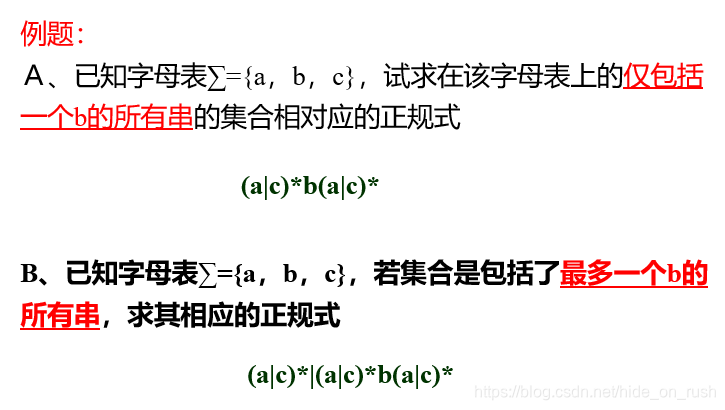 例题：
A、已知字母表∑={a，b，c}，试求在该字母表上的仅包括
一个b的所有串的集合相对应的正规式
(a|c)*b(a|c)*
B、已知字母表∑={a，b，c}，若集合是包括了最多一个b的
所有串，求其相应的正规式
(a|c)*|(a|c)*b(a|c)*
https://blog.csdn.net/hide_on_rush